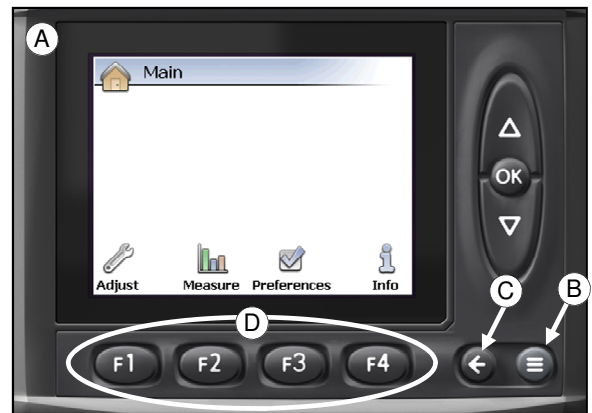 A
Main
OK
Adjust Measure Preferences Info
C B
D
F1 F2 F3 F4